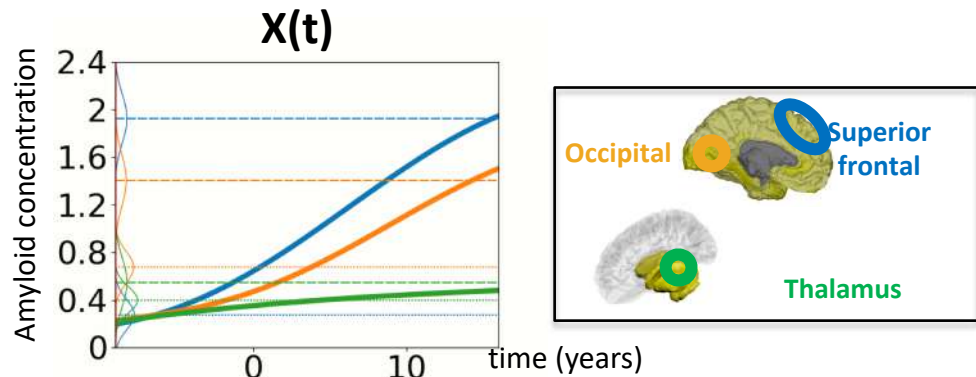 X(t)
Amyloid concentration
2.4
2
1.6
1.2
0.8
0.4
0
0
10
time (years)
Occipital
Superior
frontal
Thalamus